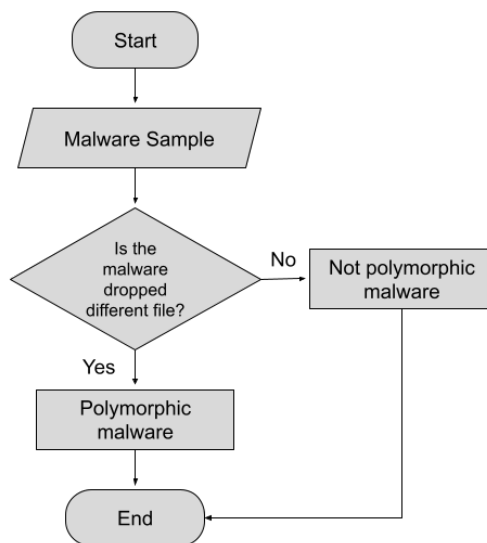 Start
Malware Sample
Is the
malware
dropped
different file?
No
Not polymorphic
malware
Yes
Polymorphic
malware
End